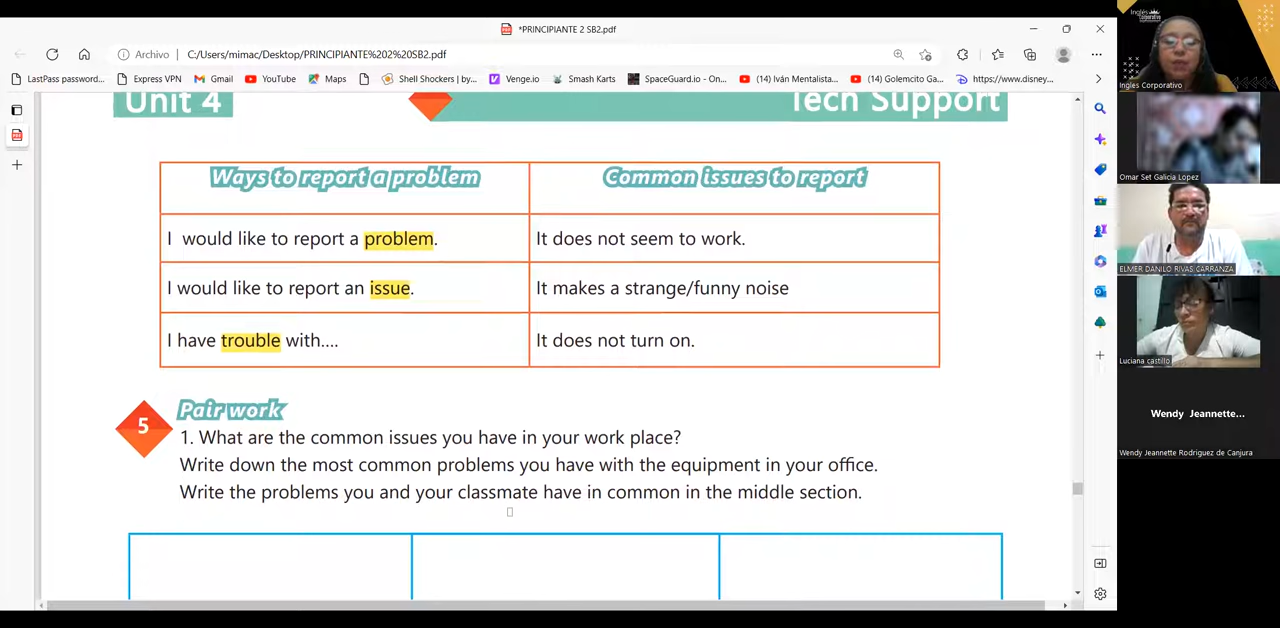 *PRINCIPIANTE 2 SB2.pdf
Archivo
C:/Users/mimac/Desktop/PRINCIPIANTE%202%20SB2.pdf
LastPass password...
Express VPN
Gmail
YouTube
Maps
Shell Shockers | by...
Venge.io
Smash Karts
SpaceGuard.io - On...
(14) Iván Mentalista...
(14) Golemcito Ga...
https://www.disney...
Unit 4
Tech Support
Ways to report a problem
Common issues to report
I would like to report a problem.
It does not seem to work.
I would like to report an issue.
It makes a strange/funny noise
I have trouble with....
It does not turn on.
5
Pair work
1. What are the common issues you have in your work place?
Write down the most common problems you have with the equipment in your office.
Write the problems you and your classmate have in common in the middle section.
Inglés
Corporativo
Ingles Corporativo
Omar Set Galicia Lopez
ELMER DANILO RIVAS CARRANZA
Luciana castillo
Wendy Jeannette...
Wendy Jeannette Rodriguez de Canjura